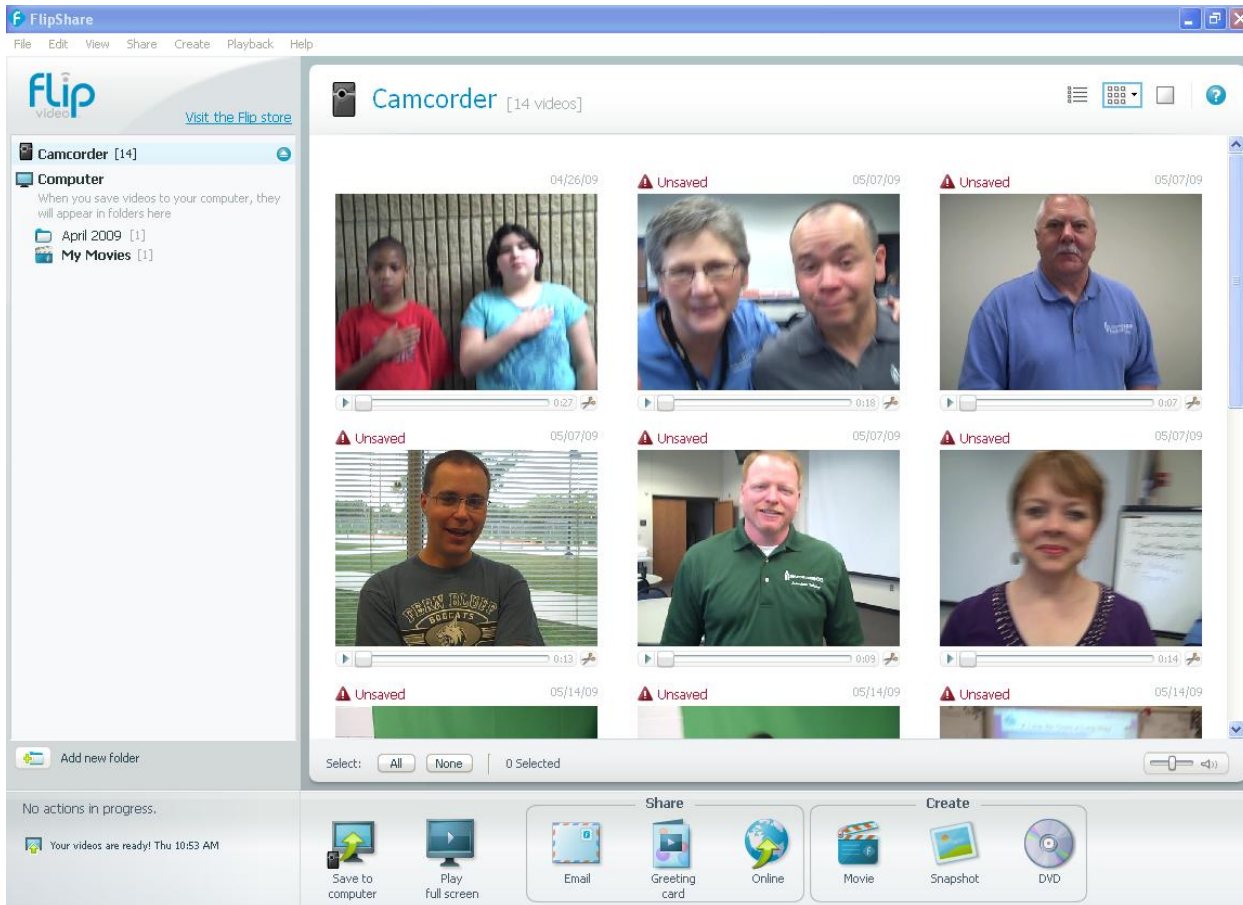 FlipShare
File Edit View Share Create Playback Help
flip
video
Visit the Flip store
Camcorder [14]
Computer
When you save videos to your computer, they
will appear in folders here
April 2009 [1]
My Movies [1]
Add new folder
Camcorder [14 videos]
04/26/09
Unsaved 05/07/09
Unsaved 05/07/09
0:27
0:18
0:07
Unsaved 05/07/09
Unsaved 05/07/09
Unsaved 05/07/09
FERN BLUFF
BOBCATS
0:13
0:09
0:14
Unsaved 05/14/09
Unsaved 05/14/09
Unsaved 05/14/09
Select: All None 0 Selected
No actions in progress.
Your videos are ready! Thu 10:53 AM
Save to
computer
Play
full screen
Share
Email
Greeting
card
Online
Create
Movie
Snapshot
DVD